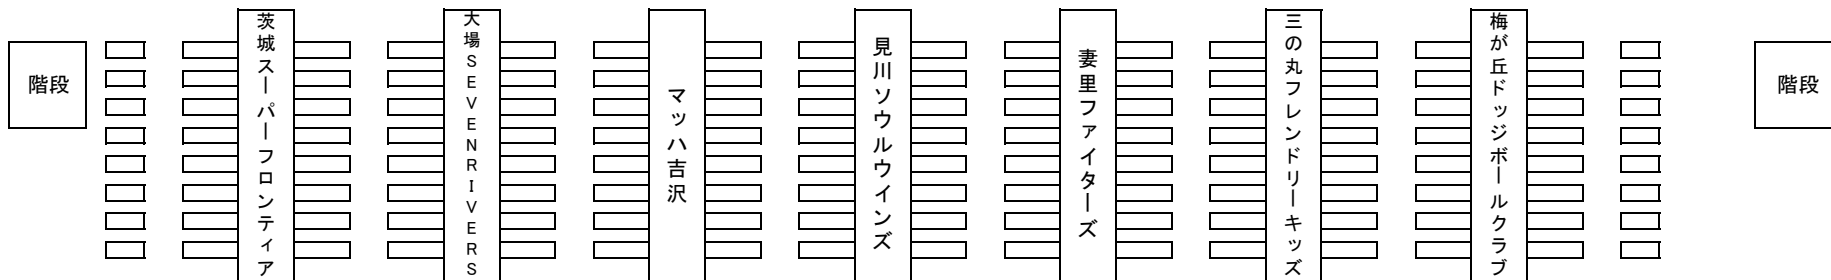 階段
茨城スーパーフロンティア
大場SEVENRIVERS
マッハ吉沢
見川ソウルウインズ
妻里ファイターズ
三の丸フレンドリーキッズ
梅が丘ドッジボールクラブ
階段